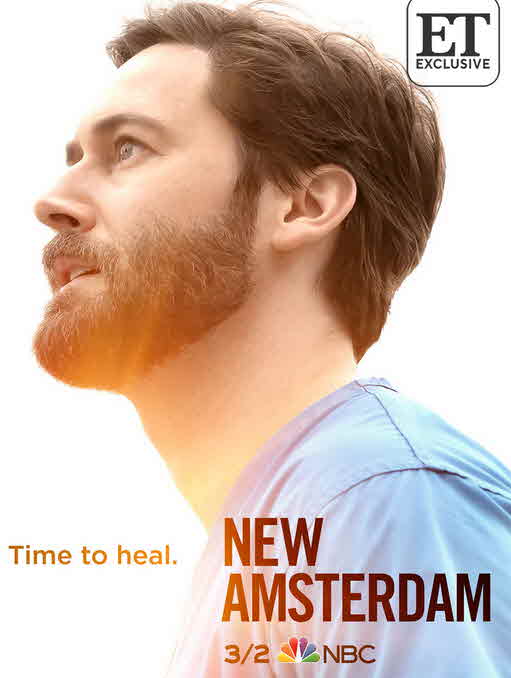 ET
EXCLUSIVE
Time to heal.
NEW
AMSTERDAM
3/2 NBC